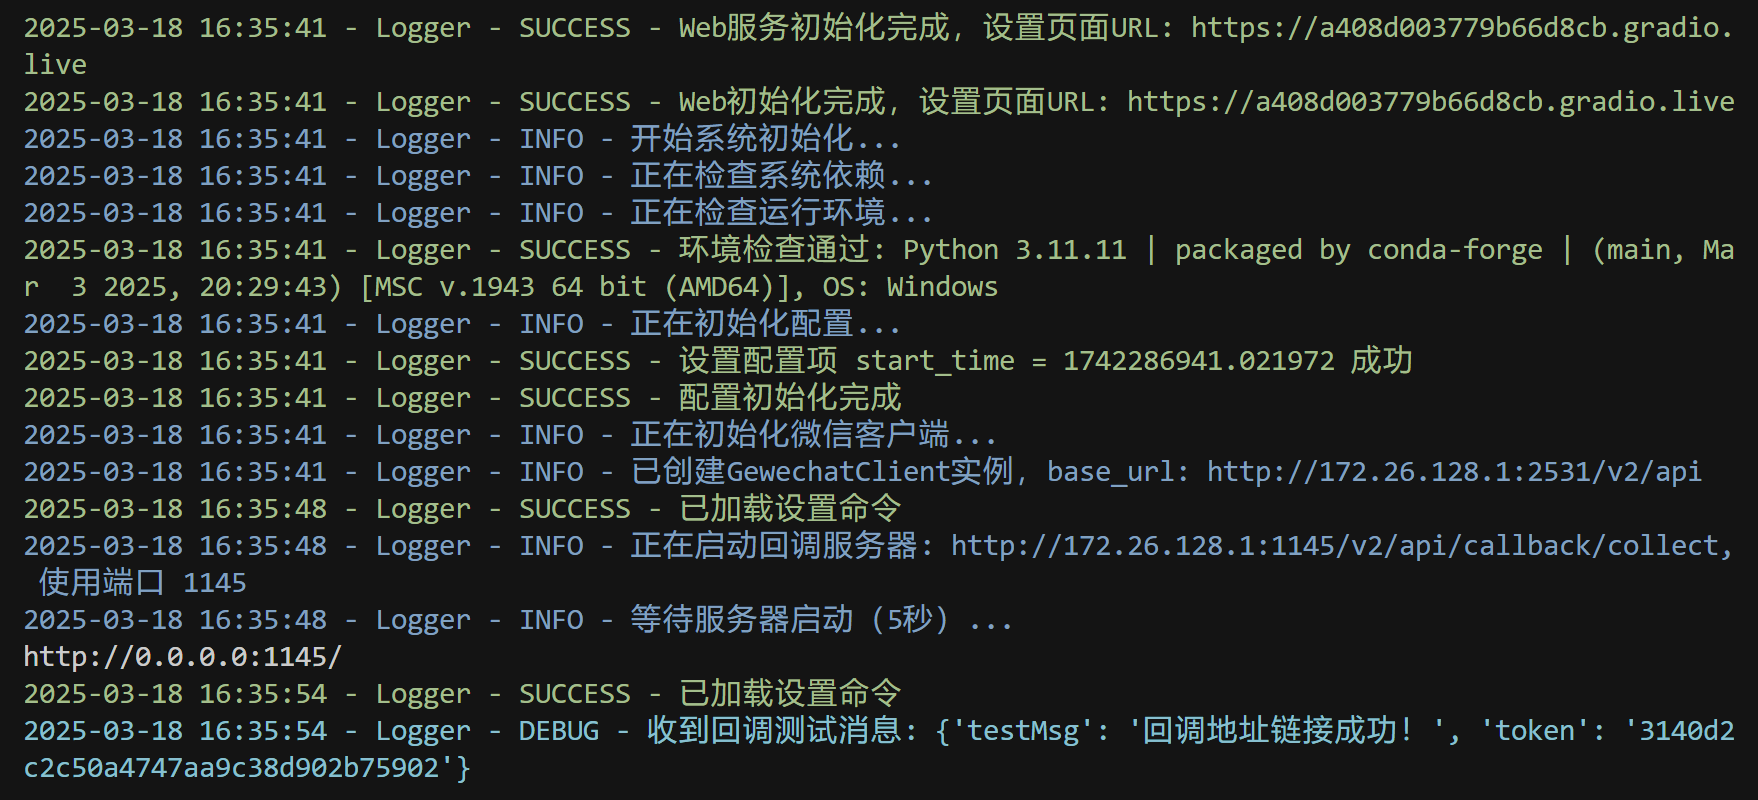 2025-03-18 16:35:41 - Logger - SUCCESS - Web服务初始化完成, 设置页面URL: https://a408d003779b66d8cb.gradio.
live
2025-03-18 16:35:41 - Logger - SUCCESS - Web初始化完成, 设置页面URL: https://a408d003779b66d8cb.gradio.live
2025-03-18 16:35:41 - Logger - INFO - 开始系统初始化...
2025-03-18 16:35:41 - Logger - INFO - 正在检查系统依赖...
2025-03-18 16:35:41 - Logger - INFO - 正在检查运行环境...
2025-03-18 16:35:41 - Logger - SUCCESS - 环境检查通过: Python 3.11.11 | packaged by conda-forge | (main, Ma
r  3 2025, 20:29:43) [MSC v.1943 64 bit (AMD64)], OS: Windows
2025-03-18 16:35:41 - Logger - INFO - 正在初始化配置...
2025-03-18 16:35:41 - Logger - SUCCESS - 设置配置项 start_time = 1742286941.021972 成功
2025-03-18 16:35:41 - Logger - SUCCESS - 配置初始化完成
2025-03-18 16:35:41 - Logger - INFO - 正在初始化微信客户端...
2025-03-18 16:35:41 - Logger - INFO - 已创建GewechatClient实例, base_url: http://172.26.128.1:2531/v2/api
2025-03-18 16:35:48 - Logger - SUCCESS - 已加载设置命令
2025-03-18 16:35:48 - Logger - INFO - 正在启动回调服务器: http://172.26.128.1:1145/v2/api/callback/collect,
使用端口 1145
2025-03-18 16:35:48 - Logger - INFO - 等待服务器启动 (5秒) ...
http://0.0.0.0:1145/
2025-03-18 16:35:54 - Logger - SUCCESS - 已加载设置命令
2025-03-18 16:35:54 - Logger - DEBUG - 收到回调测试消息: {'testMsg': '回调地址链接成功! ', 'token': '3140d2
c2c50a4747aa9c38d902b75902'}